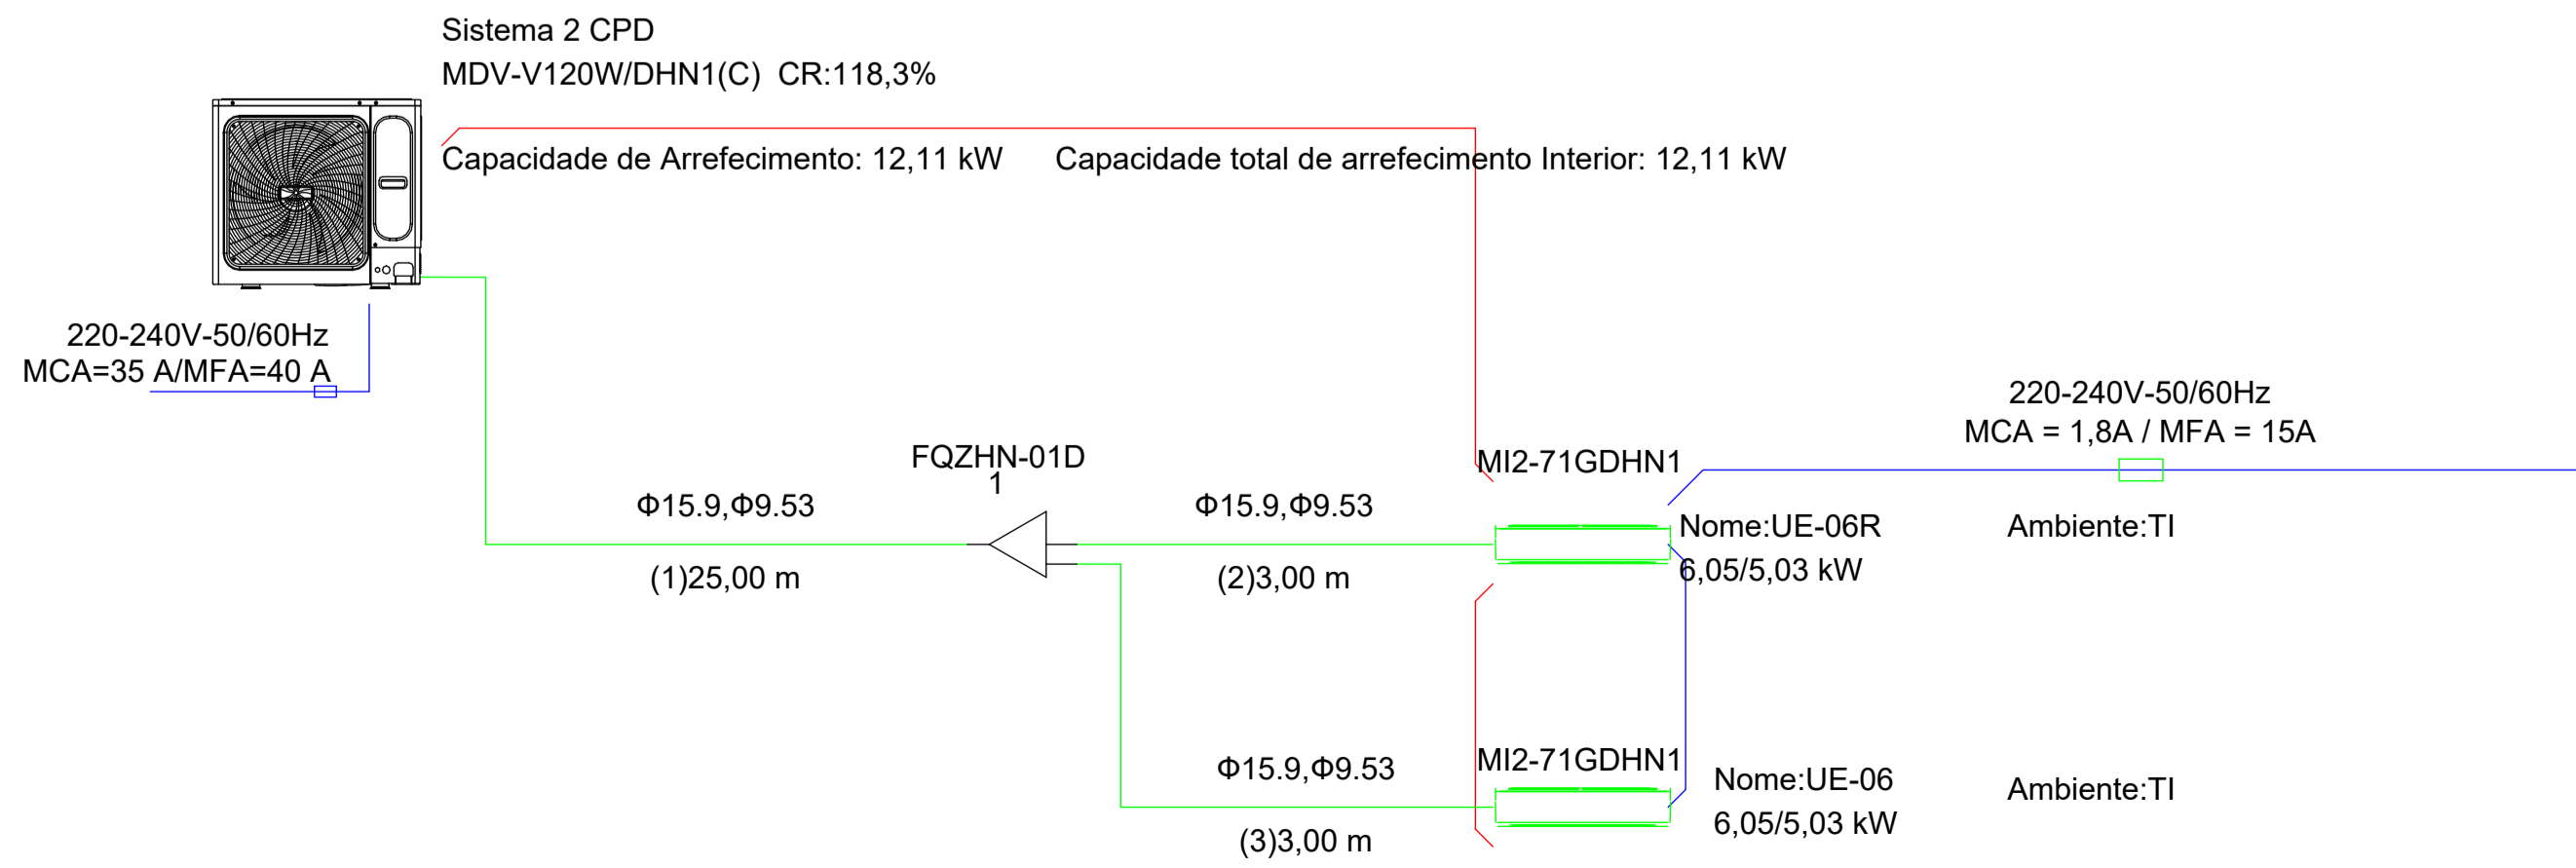 Sistema 2 CPD
MDV-V120W/DHN1(C)  CR:118,3%
Capacidade de Arrefecimento: 12,11 kW
Capacidade total de arrefecimento Interior: 12,11 kW
220-240V-50/60Hz
MCA=35 A/MFA=40 A
220-240V-50/60Hz
MCA = 1,8A / MFA = 15A
FQZHN-01D
1
MI2-71GDHN1
Φ15.9,Φ9.53
Φ15.9,Φ9.53
Nome:UE-06R
Ambiente:TI
(1)25,00 m
(2)3,00 m
6,05/5,03 kW
Φ15.9,Φ9.53
MI2-71GDHN1
Nome:UE-06
Ambiente:TI
6,05/5,03 kW
(3)3,00 m